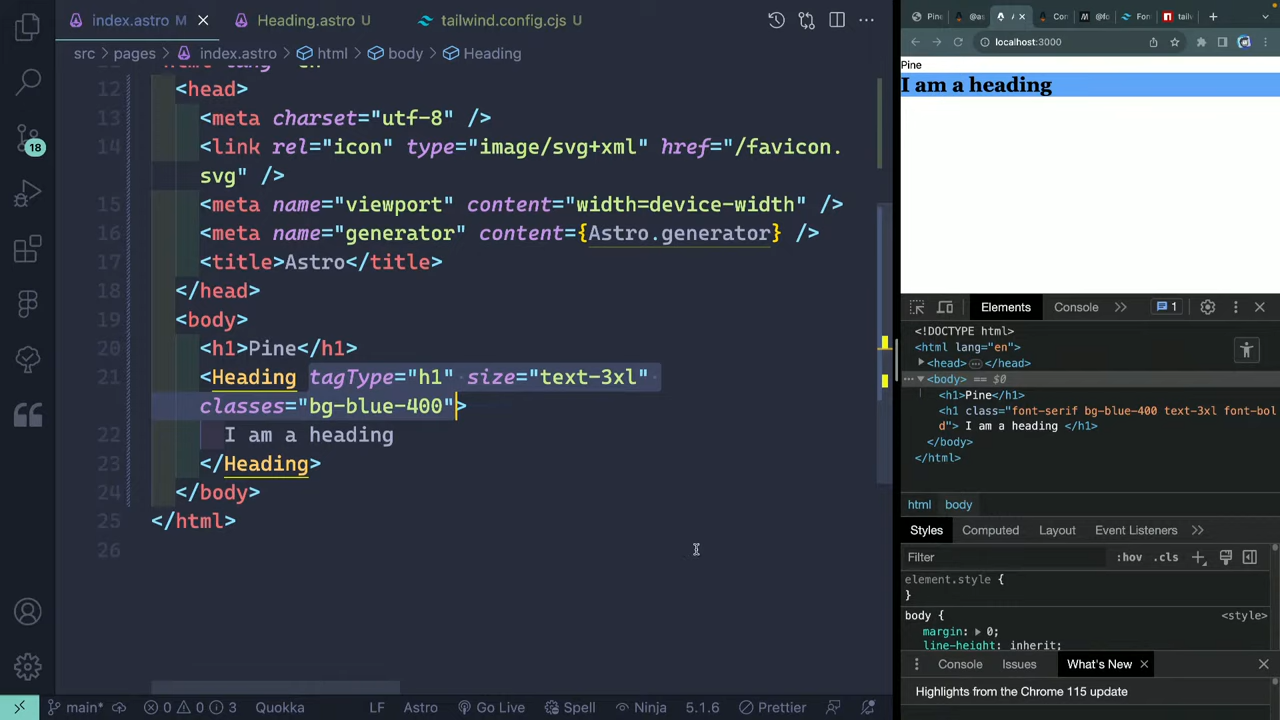 index.astro M
Heading.astro U
tailwind.config.cjs U
src > pages > index.astro > html > body > Heading
12 <head>
13 <meta charset="utf-8" />
14 <link rel="icon" type="image/svg+xml" href="/favicon.
svg" />
15 <meta name="viewport" content="width=device-width" />
16 <meta name="generator" content={Astro.generator} />
17 <title>Astro</title>
18 </head>
19 <body>
20 <h1>Pine</h1>
21 <Heading tagType="h1" size="text-3xl"
classes="bg-blue-400">
22 I am a heading
23 </Heading>
24 </body>
25 </html>
26
18
main* 0 0 3 Quokka LF Astro Go Live Spell Ninja 5.1.6 Prettier
Pine @as A Con @fc For tailv
localhost:3000
Pine
I am a heading
Elements Console 1
<!DOCTYPE html>
<html lang="en">
<head> </head>
<body> == $0
<h1>Pine</h1>
<h1 class="font-serif bg-blue-400 text-3xl font-bol
d"> I am a heading </h1>
</body>
</html>
html body
Styles Computed Layout Event Listeners
Filter :hov .cls
element.style {
}
body { <style>
margin: 0;
line-height: inherit;
Console Issues What's New
Highlights from the Chrome 115 update